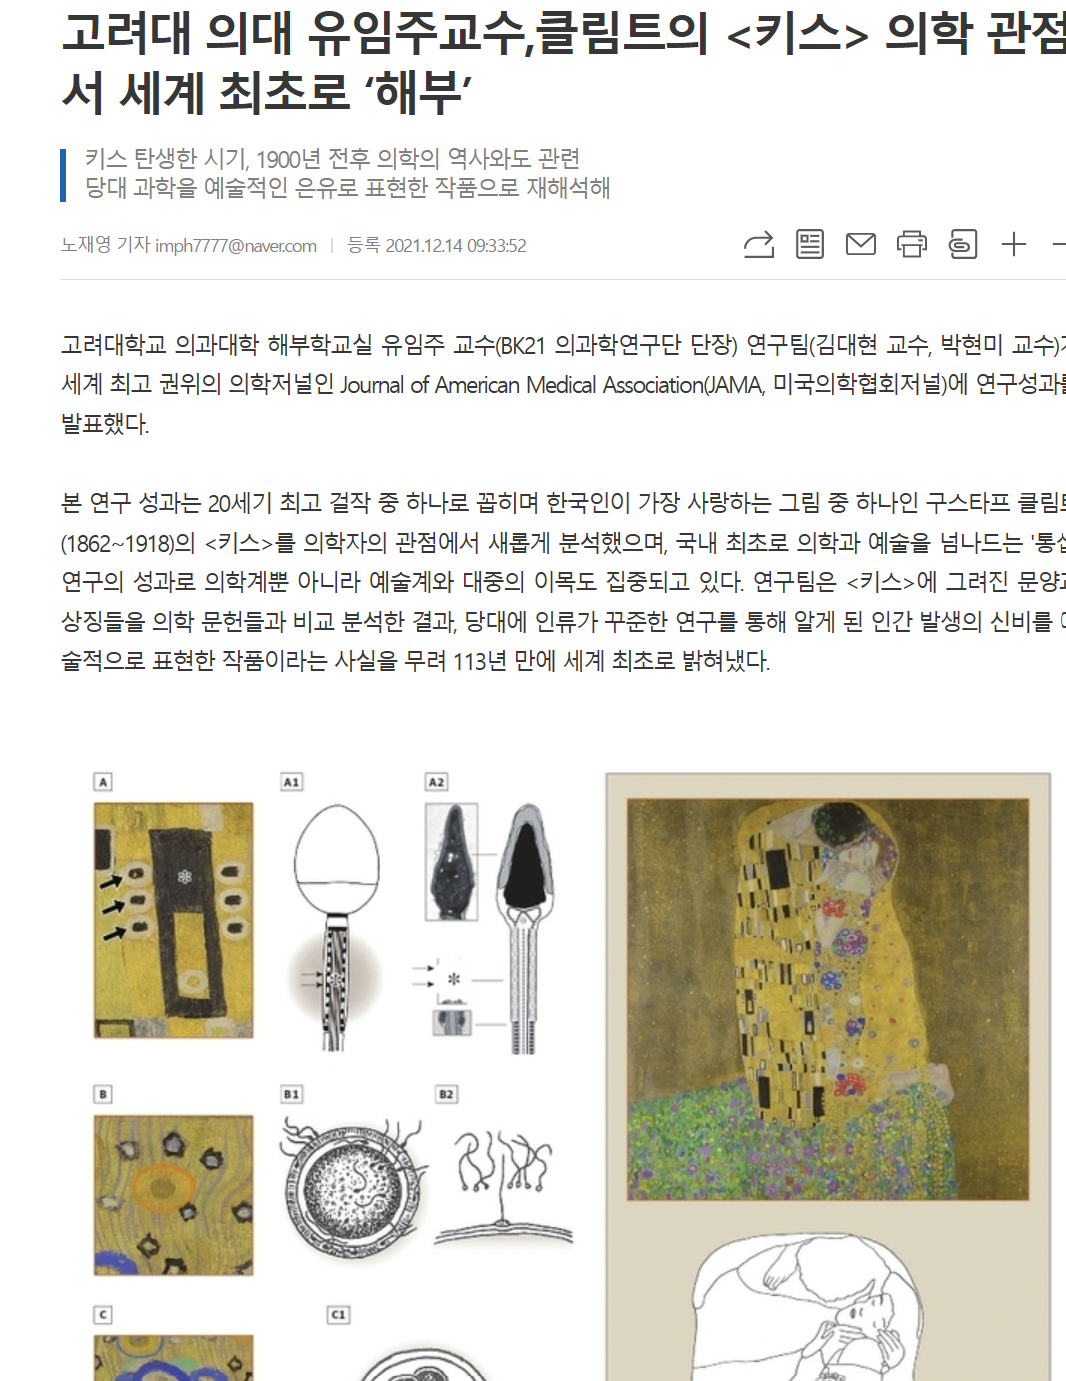 고려대 의대 유임주교수,클림트의 <키스> 의학 관점
서 세계 최초로 ‘해부’
키스 탄생한 시기, 1900년 전후 의학의 역사와도 관련
당대 과학을 예술적인 은유로 표현한 작품으로 재해석해
노재영 기자 imph7777@naver.com | 등록 2021.12.14 09:33:52
고려대학교 의과대학 해부학교실 유임주 교수(BK21 의과학연구단 단장) 연구팀(김대현 교수, 박현미 교수)
세계 최고 권위의 의학저널인 Journal of American Medical Association(JAMA, 미국의학협회저널)에 연구성과를
발표했다.
본 연구 성과는 20세기 최고 걸작 중 하나로 꼽히며 한국인이 가장 사랑하는 그림 중 하나인 구스타프 클림트
(1862~1918)의 <키스>를 의학자의 관점에서 새롭게 분석했으며, 국내 최초로 의학과 예술을 넘나드는 '통섭
연구의 성과로 의학계뿐 아니라 예술계와 대중의 이목도 집중되고 있다. 연구팀은 <키스>에 그려진 문양과
상징들을 의학 문헌들과 비교 분석한 결과, 당대에 인류가 꾸준한 연구를 통해 알게 된 인간 발생의 신비를
술적으로 표현한 작품이라는 사실을 무려 113년 만에 세계 최초로 밝혀냈다.
A A1 A2
B B1 B2
C C1